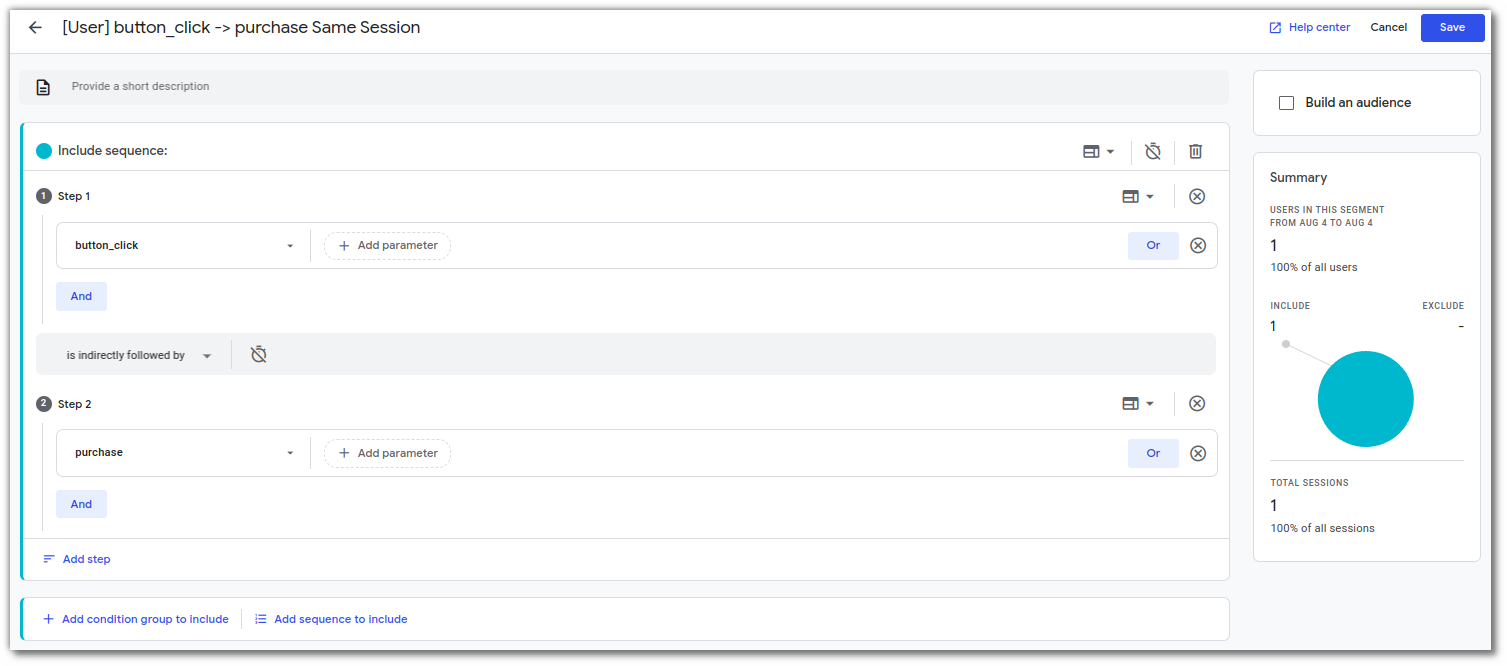 [User] button_click -> purchase Same Session
Help center
Cancel
Save
Provide a short description
Build an audience
Include sequence:
1 Step 1
button_click
Add parameter
Or
And
is indirectly followed by
2 Step 2
purchase
Add parameter
Or
And
Add step
Add condition group to include
Add sequence to include
Summary
USERS IN THIS SEGMENT
FROM AUG 4 TO AUG 4
1
100% of all users
INCLUDE
EXCLUDE
1
-
TOTAL SESSIONS
1
100% of all sessions